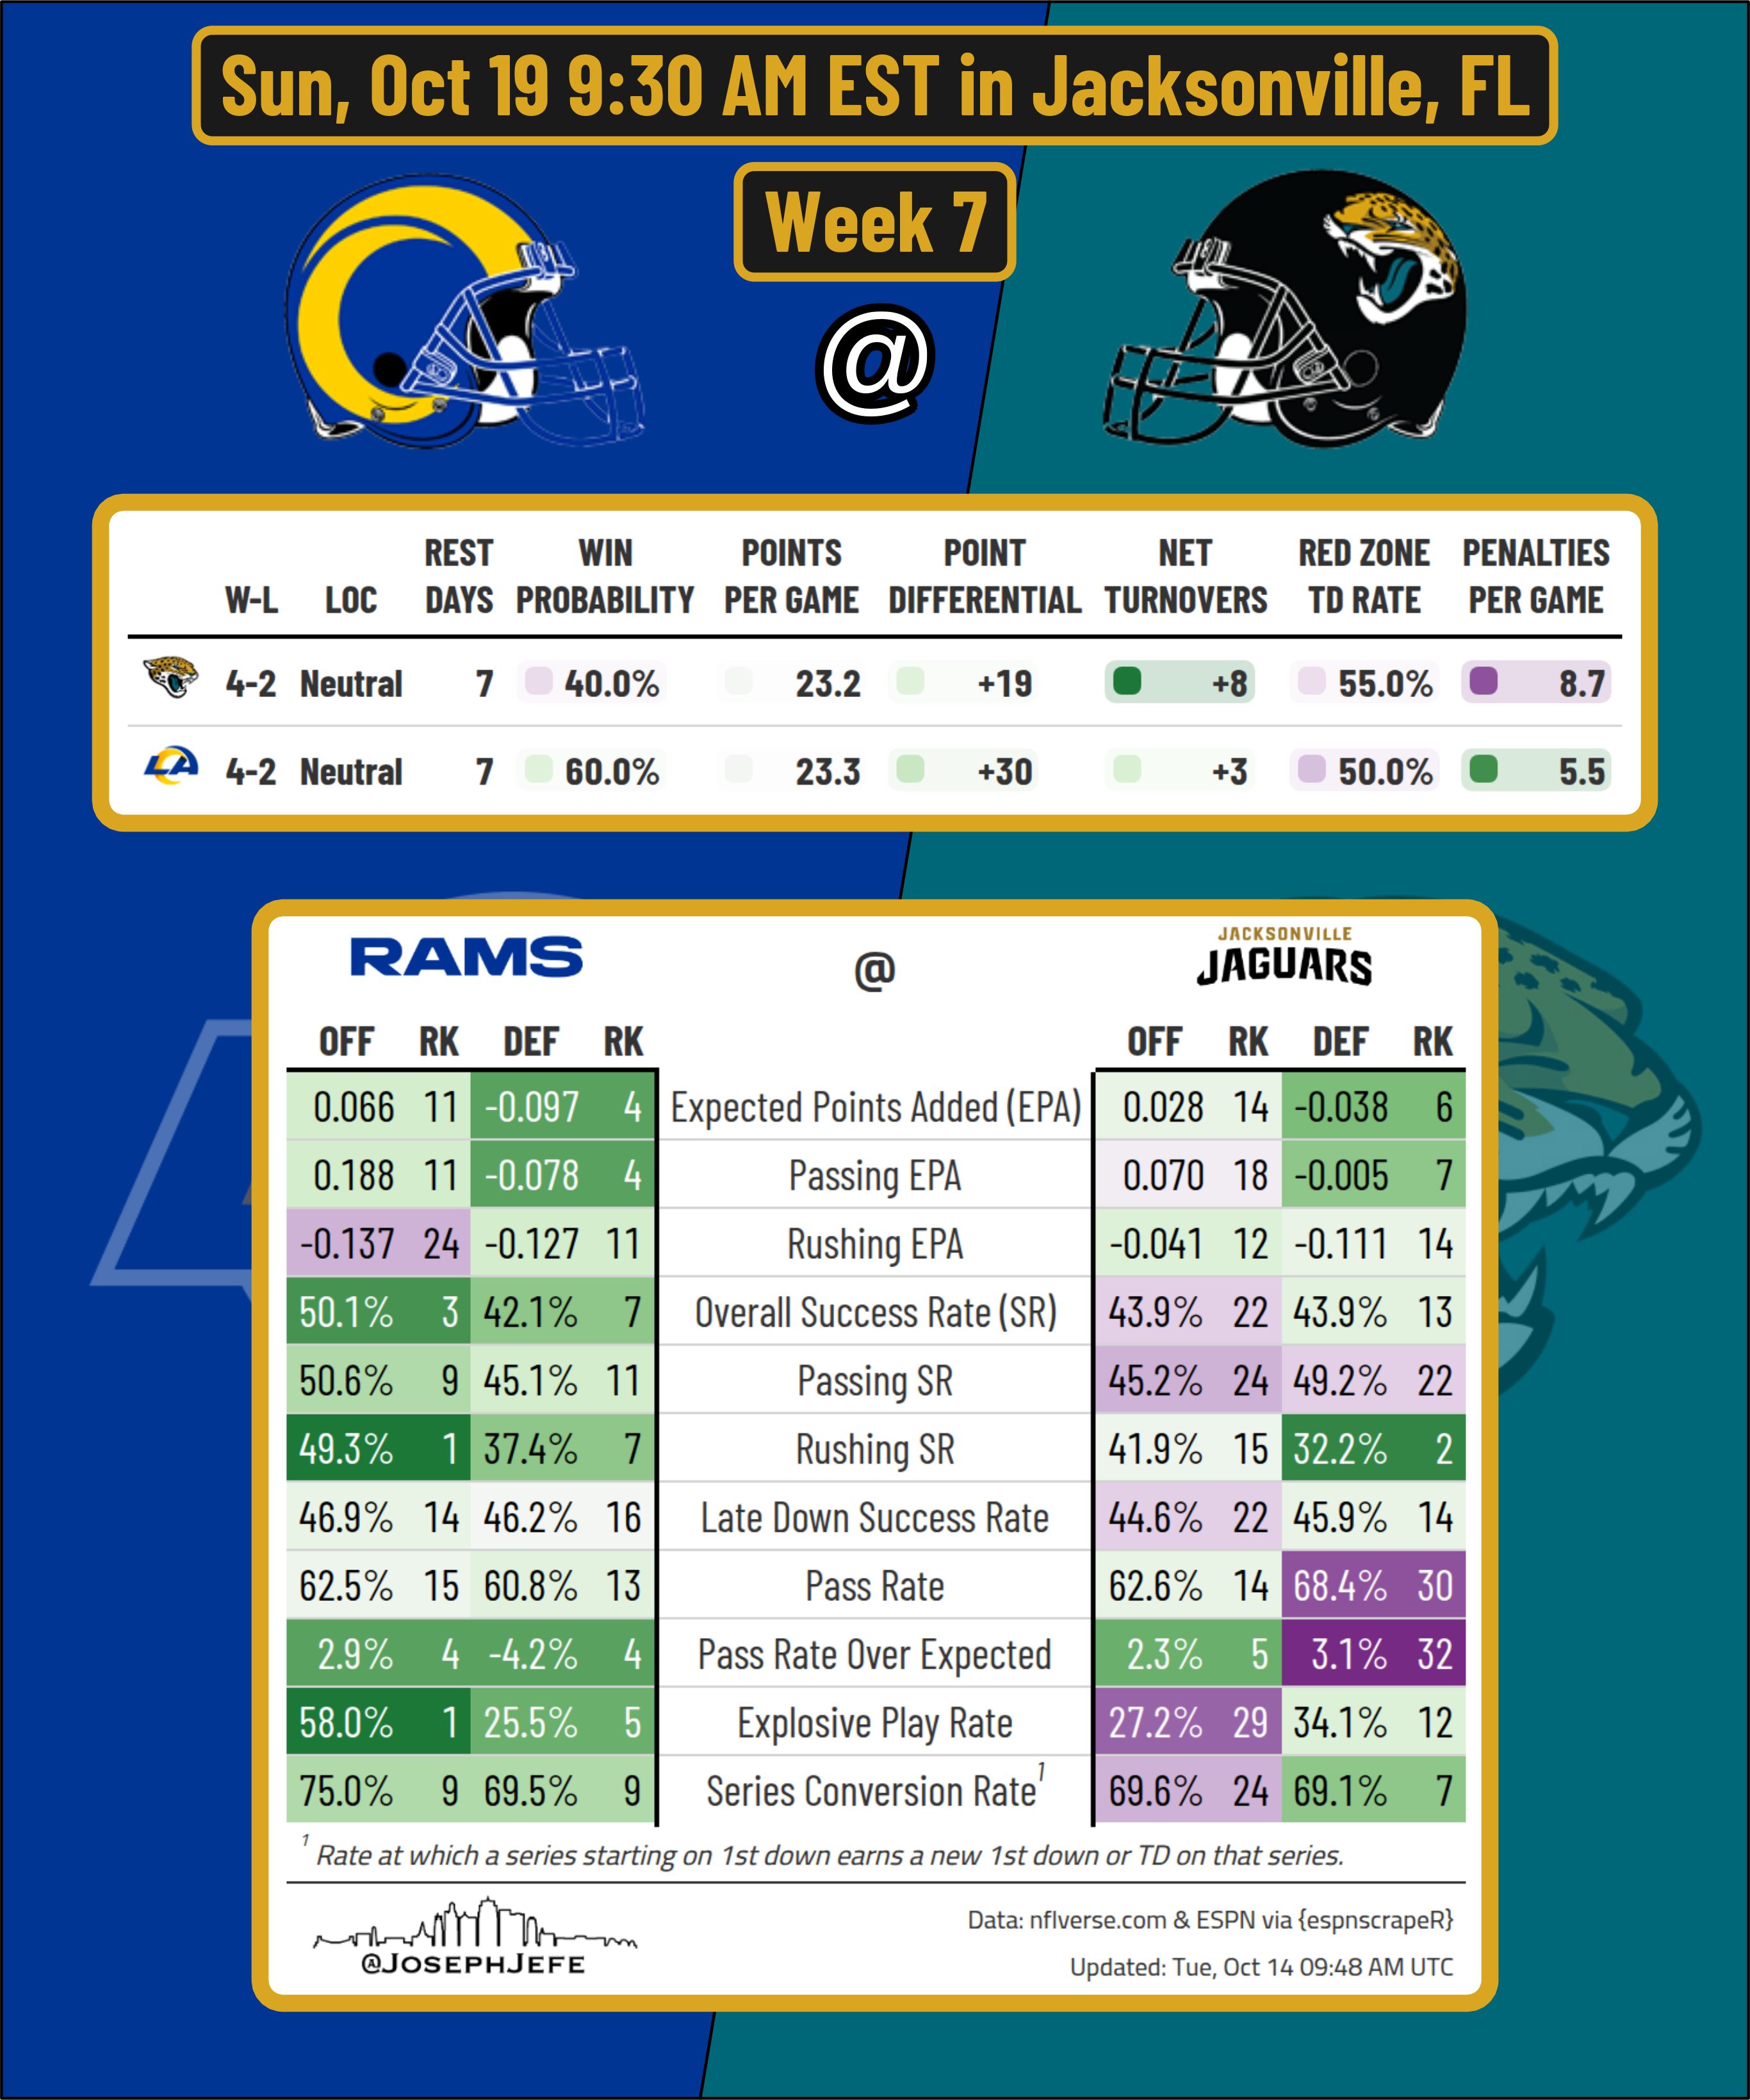 Sun, Oct 19 9:30 AM EST in Jacksonville, FL
Week 7
@
REST WIN POINTS POINT NET RED ZONE PENALTIES
W-L LOC DAYS PROBABILITY PER GAME DIFFERENTIAL TURNOVERS TD RATE PER GAME
4-2 Neutral 7 40.0% 23.2 +19 +8 55.0% 8.7
LA 4-2 Neutral 7 60.0% 23.3 +30 +3 50.0% 5.5
RAMS @ JACKSONVILLE JAGUARS
OFF RK DEF RK OFF RK DEF RK
0.066 11 -0.097 4 Expected Points Added (EPA) 0.028 14 -0.038 6
0.188 11 -0.078 4 Passing EPA 0.070 18 -0.005 7
-0.137 24 -0.127 11 Rushing EPA -0.041 12 -0.111 14
50.1% 3 42.1% 7 Overall Success Rate (SR) 43.9% 22 43.9% 13
50.6% 9 45.1% 11 Passing SR 45.2% 24 49.2% 22
49.3% 1 37.4% 7 Rushing SR 41.9% 15 32.2% 2
46.9% 14 46.2% 16 Late Down Success Rate 44.6% 22 45.9% 14
62.5% 15 60.8% 13 Pass Rate 62.6% 14 68.4% 30
2.9% 4 -4.2% 4 Pass Rate Over Expected 2.3% 5 3.1% 32
58.0% 1 25.5% 5 Explosive Play Rate 27.2% 29 34.1% 12
75.0% 9 69.5% 9 Series Conversion Rate¹ 69.6% 24 69.1% 7
¹ Rate at which a series starting on 1st down earns a new 1st down or TD on that series.
@JOSEPHJEFE
Data: nflverse.com & ESPN via {espnscrapeR}
Updated: Tue, Oct 14 09:48 AM UTC